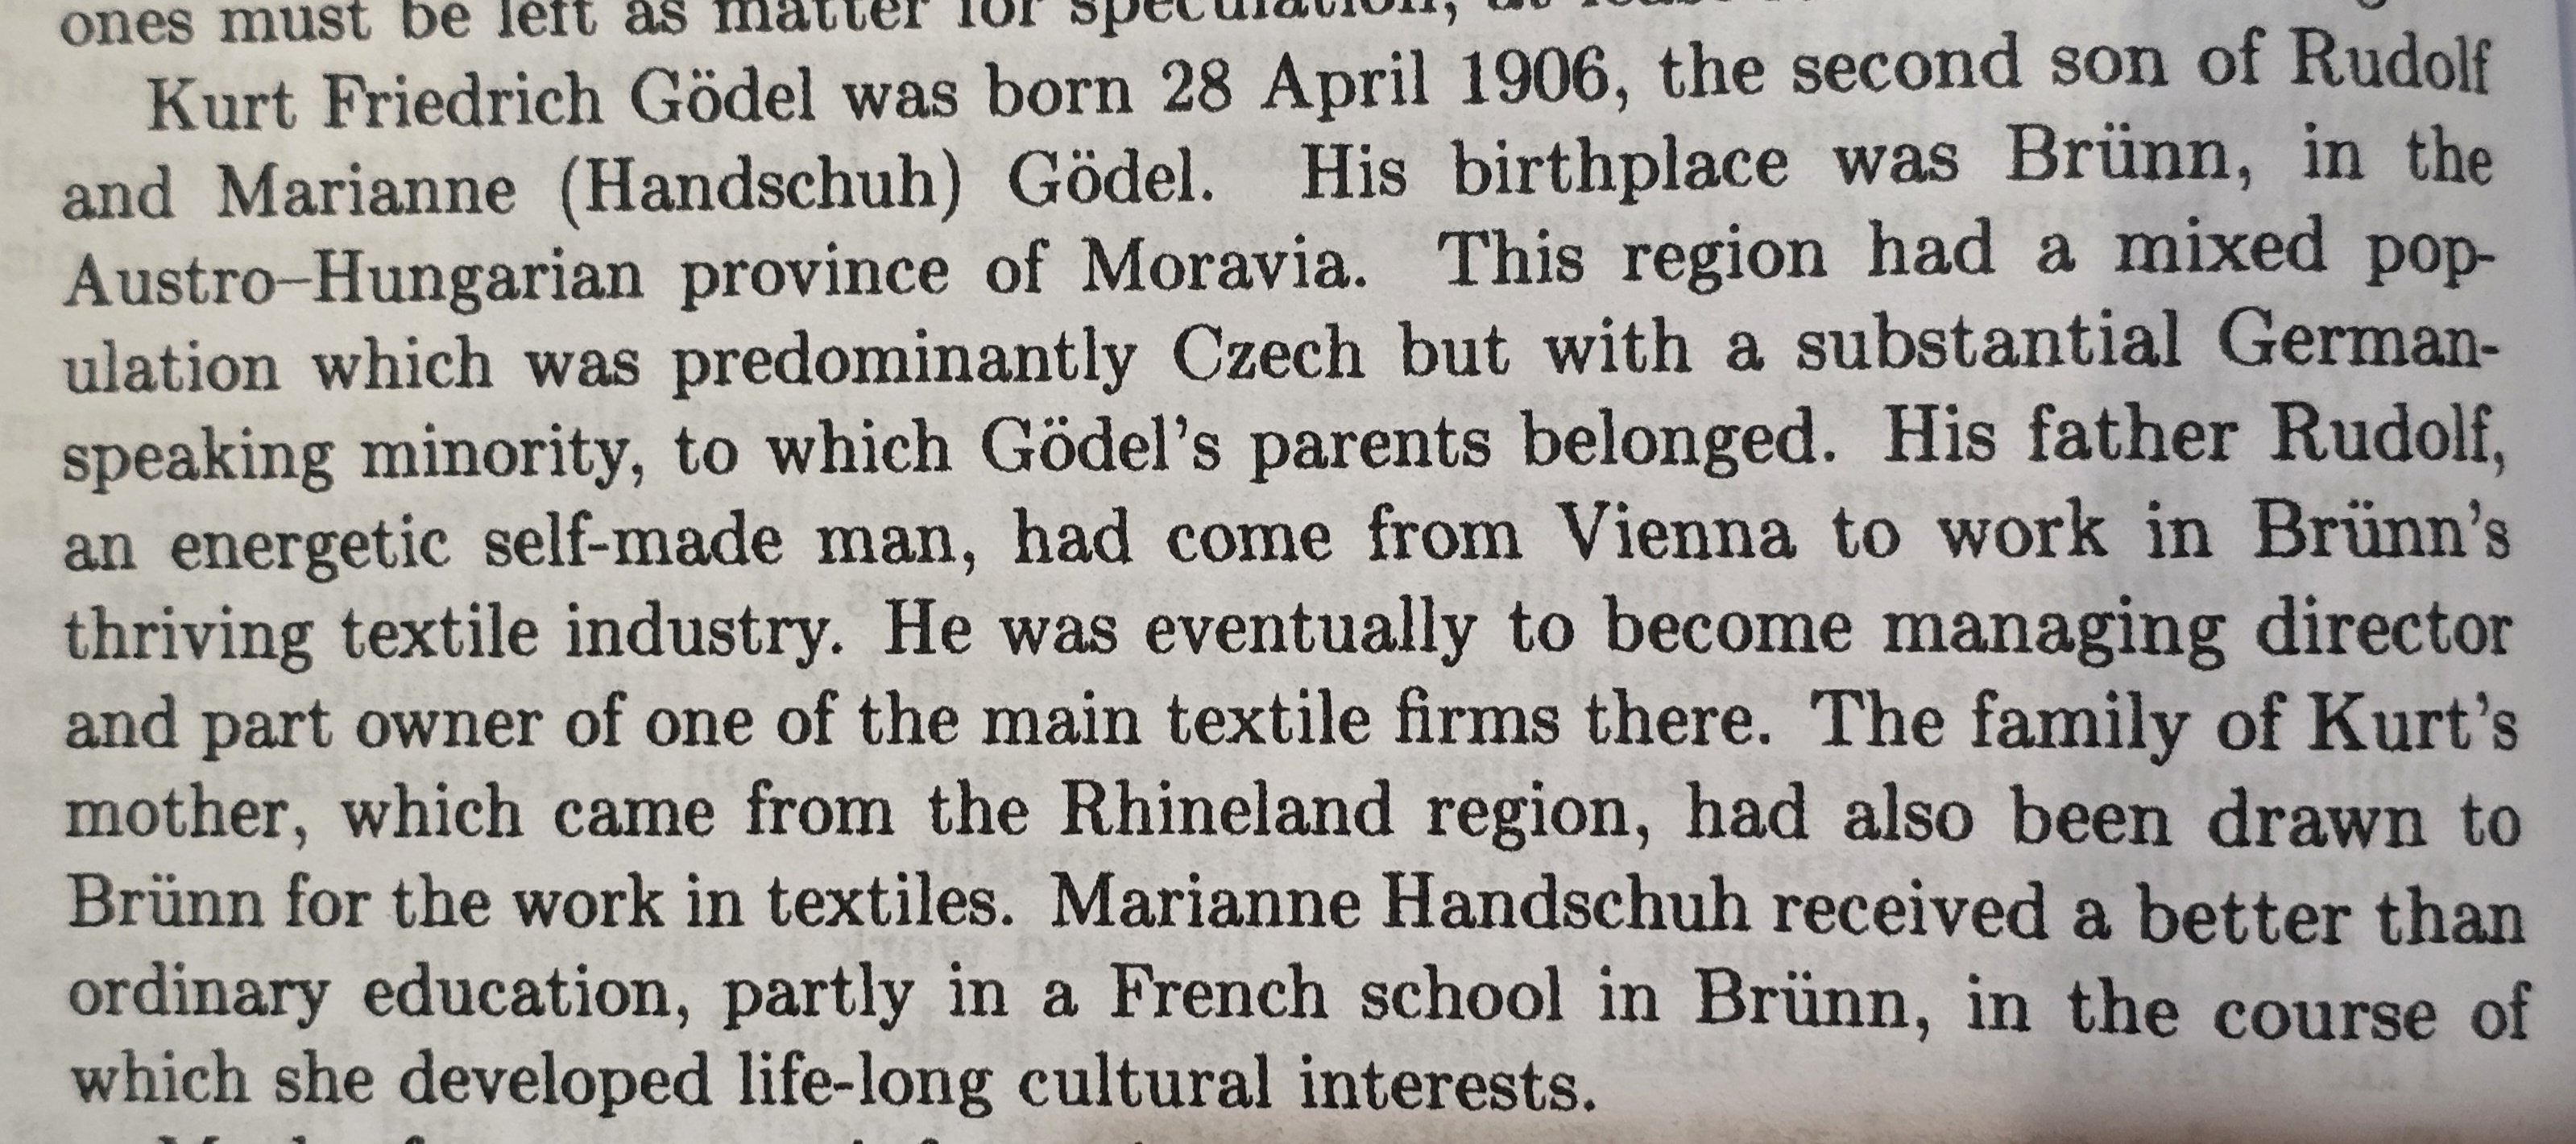 ones must be left as matter for speculation, at least
Kurt Friedrich Gödel was born 28 April 1906, the second son of Rudolf
and Marianne (Handschuh) Gödel. His birthplace was Brünn, in the
Austro–Hungarian province of Moravia. This region had a mixed pop-
ulation which was predominantly Czech but with a substantial German-
speaking minority, to which Gödel's parents belonged. His father Rudolf,
an energetic self-made man, had come from Vienna to work in Brünn's
thriving textile industry. He was eventually to become managing director
and part owner of one of the main textile firms there. The family of Kurt's
mother, which came from the Rhineland region, had also been drawn to
Brünn for the work in textiles. Marianne Handschuh received a better than
ordinary education, partly in a French school in Brünn, in the course of
which she developed life-long cultural interests.